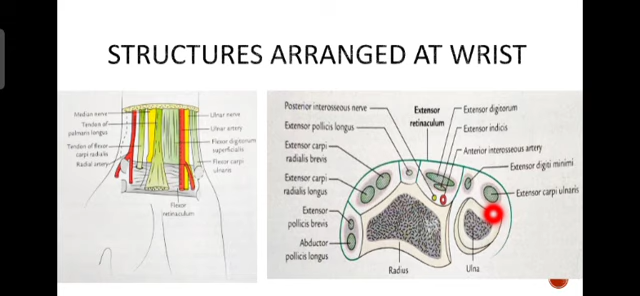 STRUCTURES ARRANGED AT WRIST
Median nerve
Tendon of
palmaris longus
Tendon of flexor
carpi radialis
Radial artery
Ulnar nerve
Ulnar artery
Flexor digitorum
superficialis
Flexor carpi
ulnaris
Flexor
retinaculum
Posterior interosseous nerve
Extensor pollicis longus
Extensor carpi
radialis brevis
Extensor carpi
radialis longus
Extensor
pollicis brevis
Abductor
pollicis longus
Extensor
retinaculum
Extensor digitorum
Extensor indicis
Anterior interosseous artery
Extensor digiti minimi
Extensor carpi ulnaris
Radius
Ulna